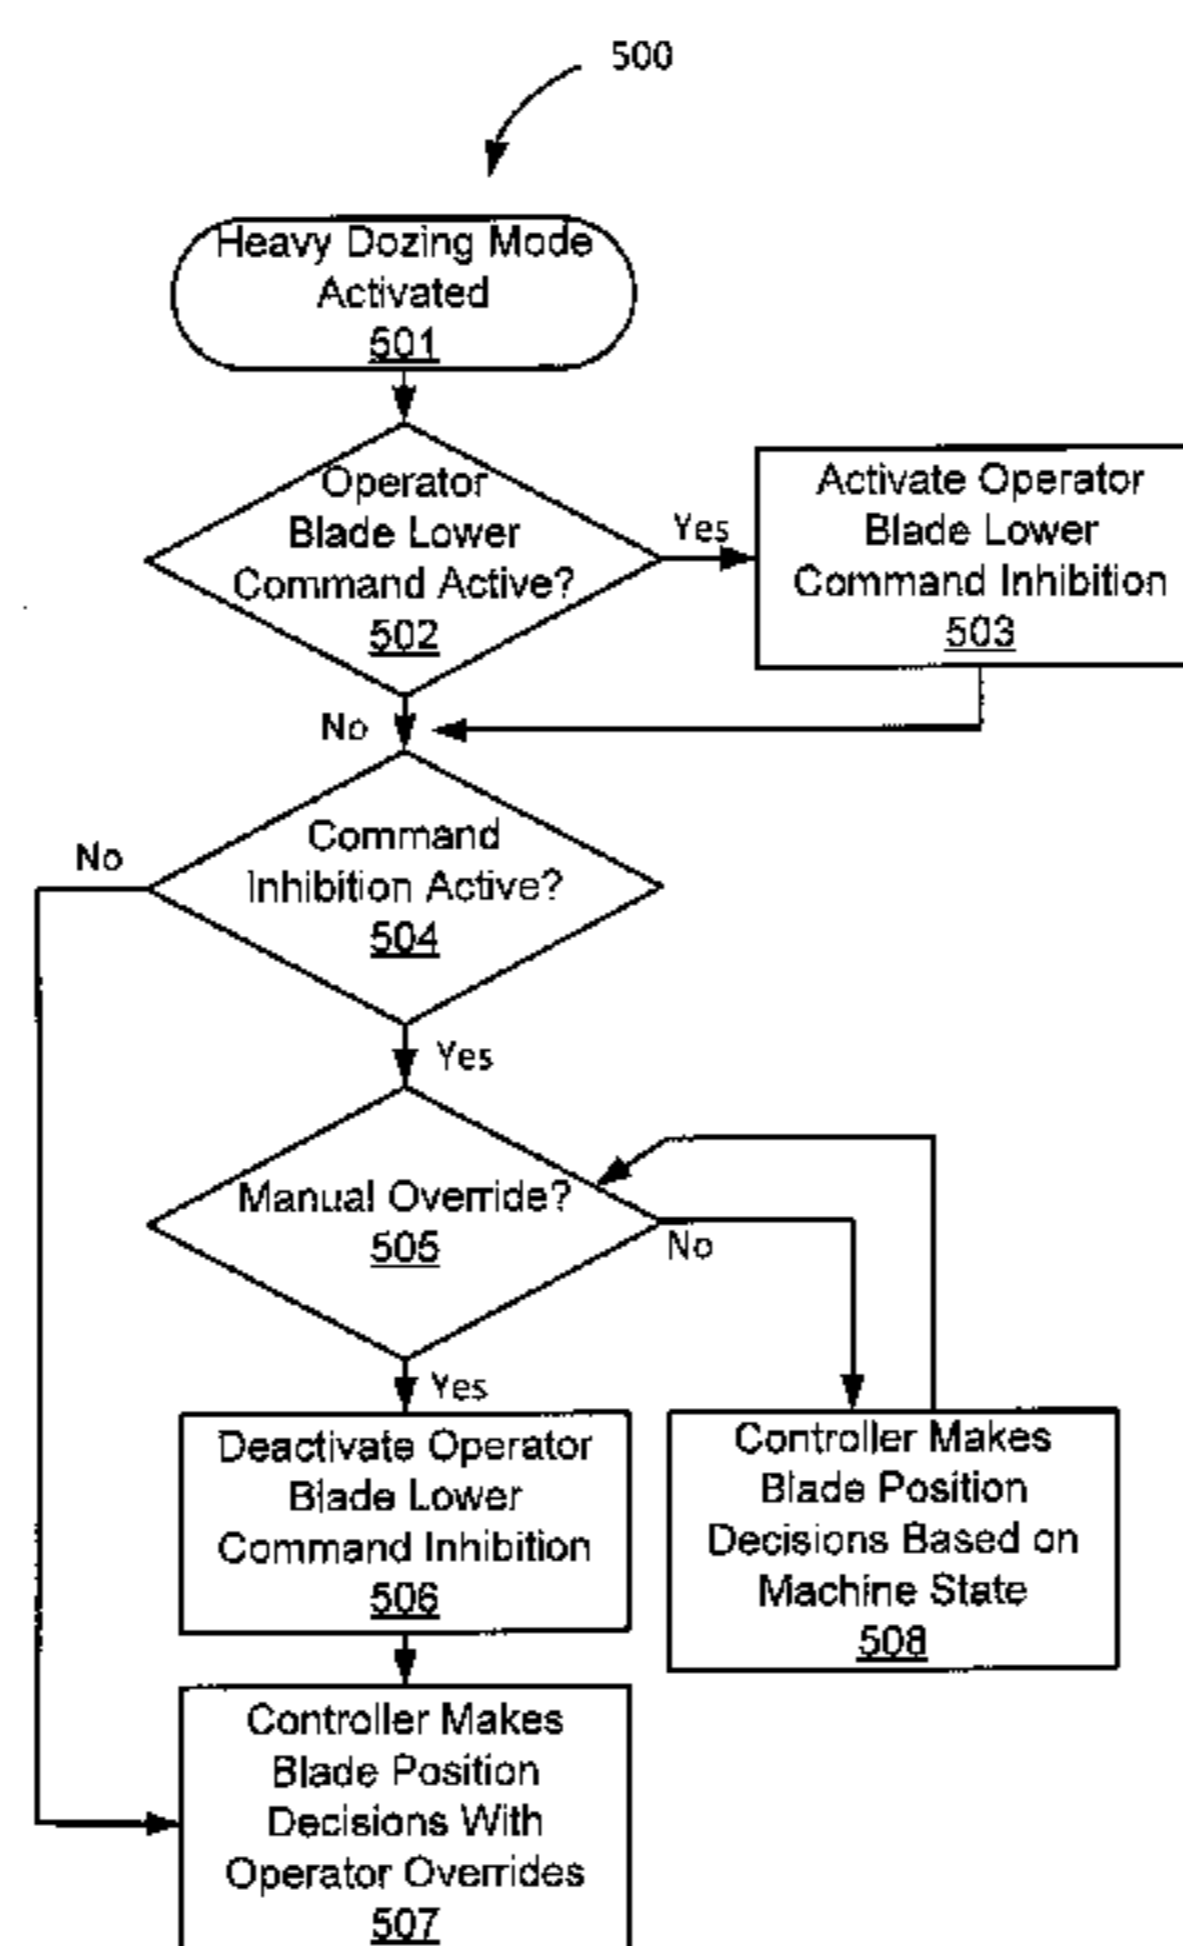 500
Heavy Dozing Mode
Activated
501
Operator
Blade Lower
Command Active?
502
Yes
Activate Operator
Blade Lower
Command Inhibition
503
No
Command
Inhibition Active?
504
No
Yes
Manual Override?
505
No
Yes
Deactivate Operator
Blade Lower
Command Inhibition
506
Controller Makes
Blade Position
Decisions Based on
Machine State
508
Controller Makes
Blade Position
Decisions With
Operator Overrides
507